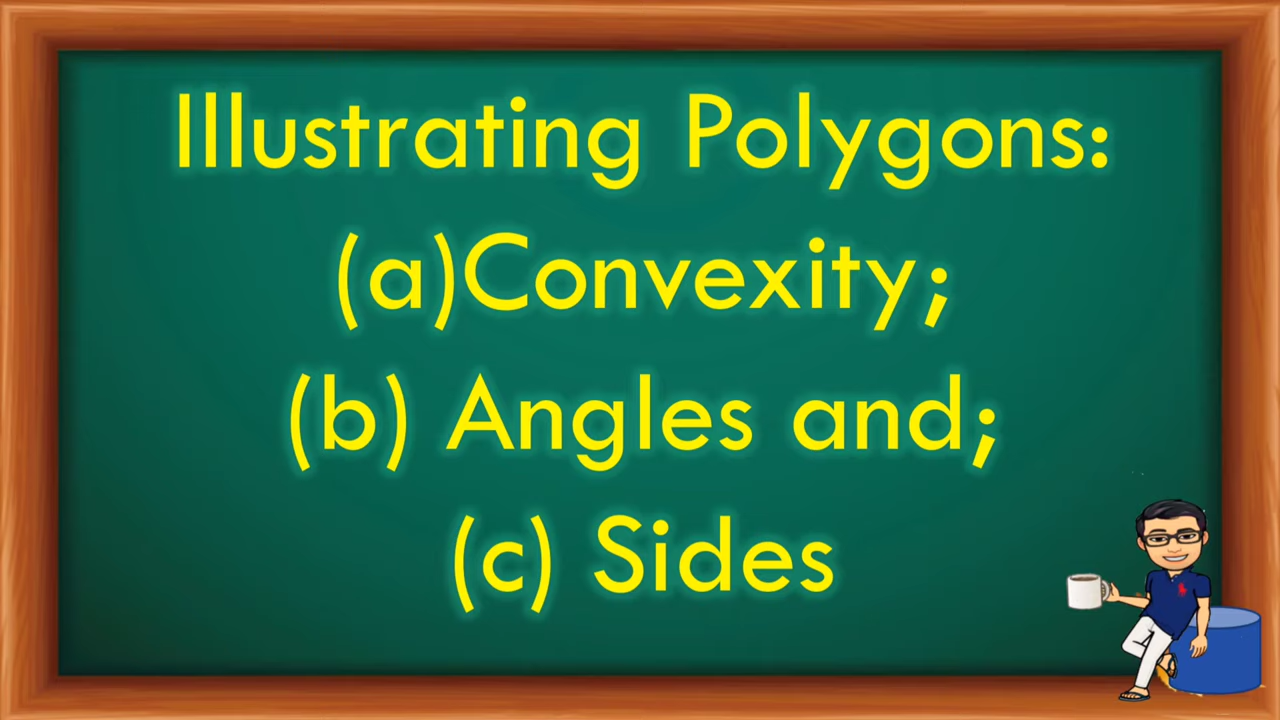 Illustrating Polygons:
(a)Convexity;
(b) Angles and;
(c) Sides